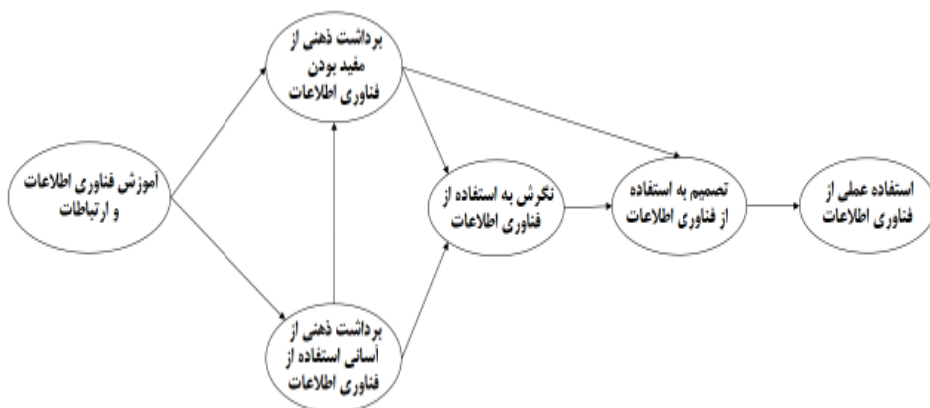 برداشت ذهنی از
مفید بودن
فناوری اطلاعات
آموزش فناوری اطلاعات
و ارتباطات
نگرش به استفاده از
فناوری اطلاعات
تصمیم به استفاده
از فناوری اطلاعات
استفاده عملی از
فناوری اطلاعات
برداشت ذهنی از
آسانی استفاده از
فناوری اطلاعات